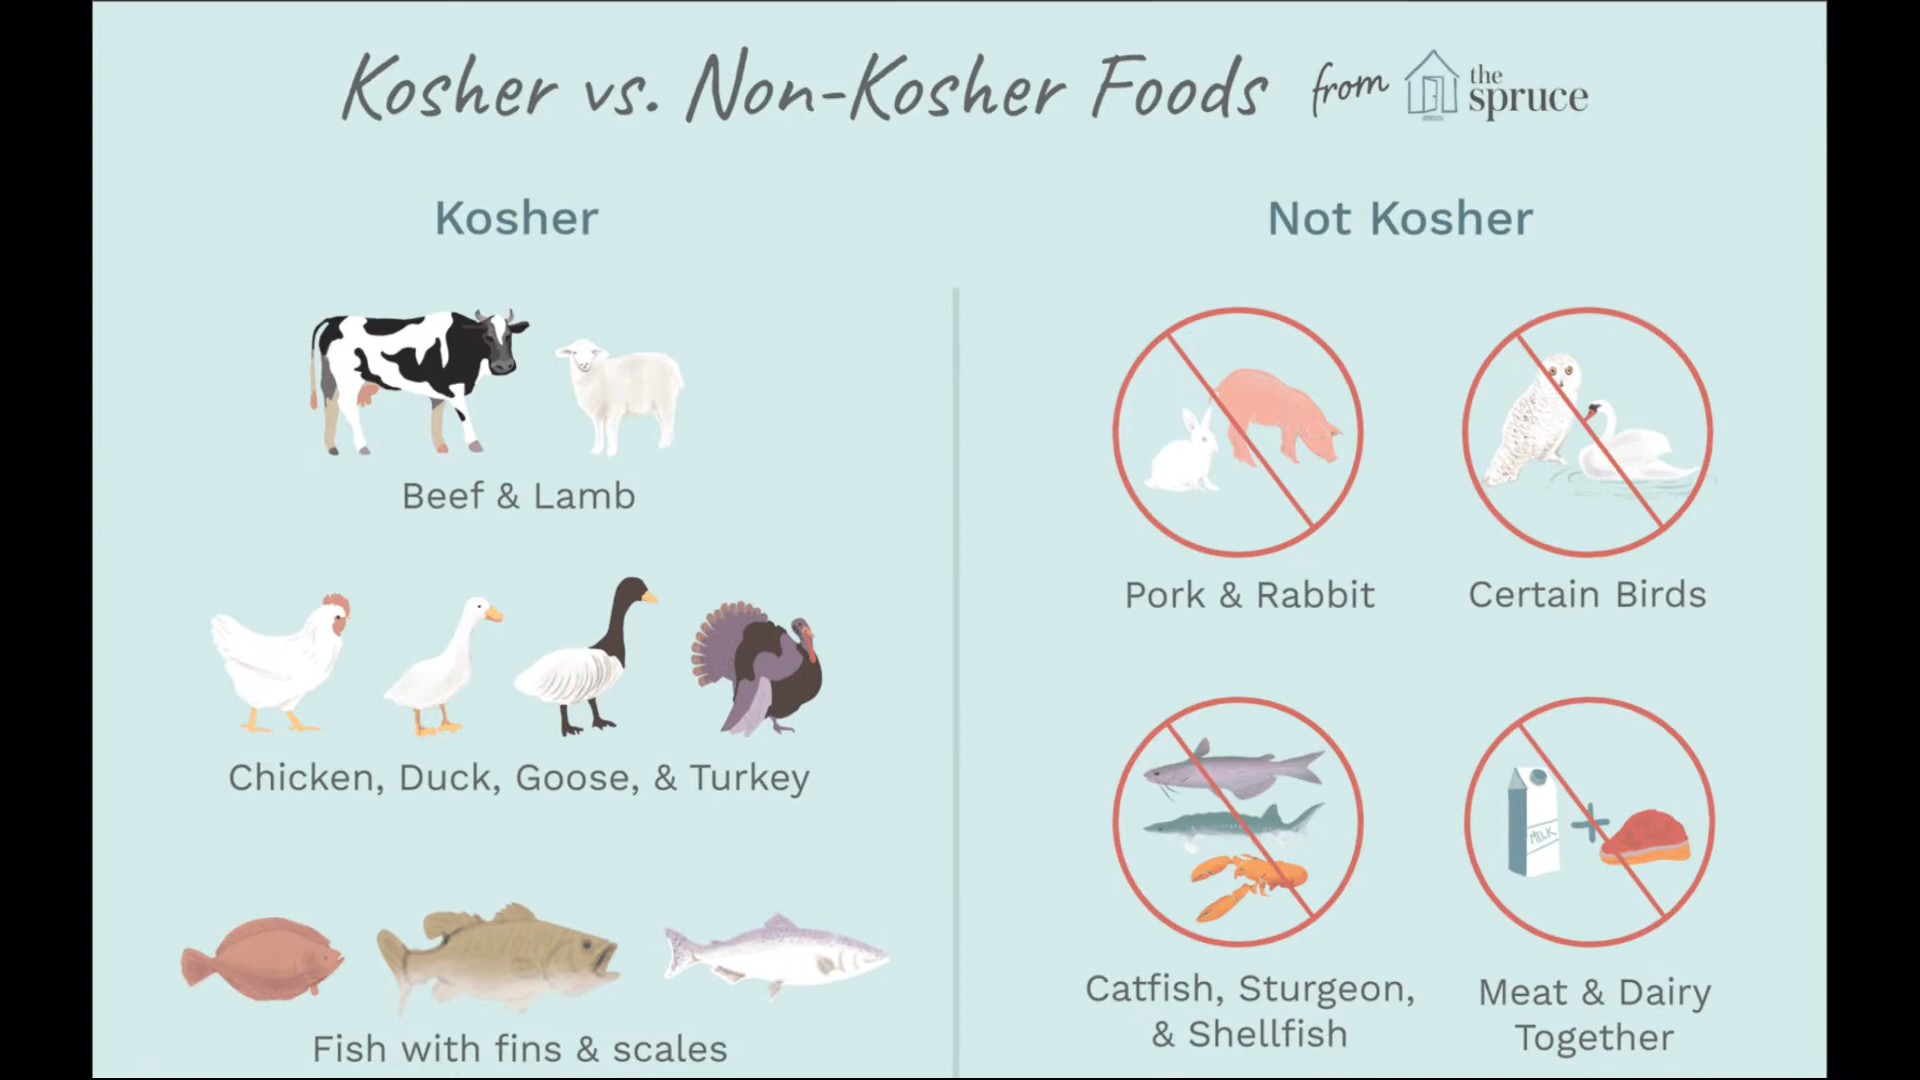 Kosher vs. Non-Kosher Foods from the spruce
Kosher
Not Kosher
Beef & Lamb
Pork & Rabbit
Certain Birds
Chicken, Duck, Goose, & Turkey
MILK
Catfish, Sturgeon,
& Shellfish
Meat & Dairy
Together
Fish with fins & scales